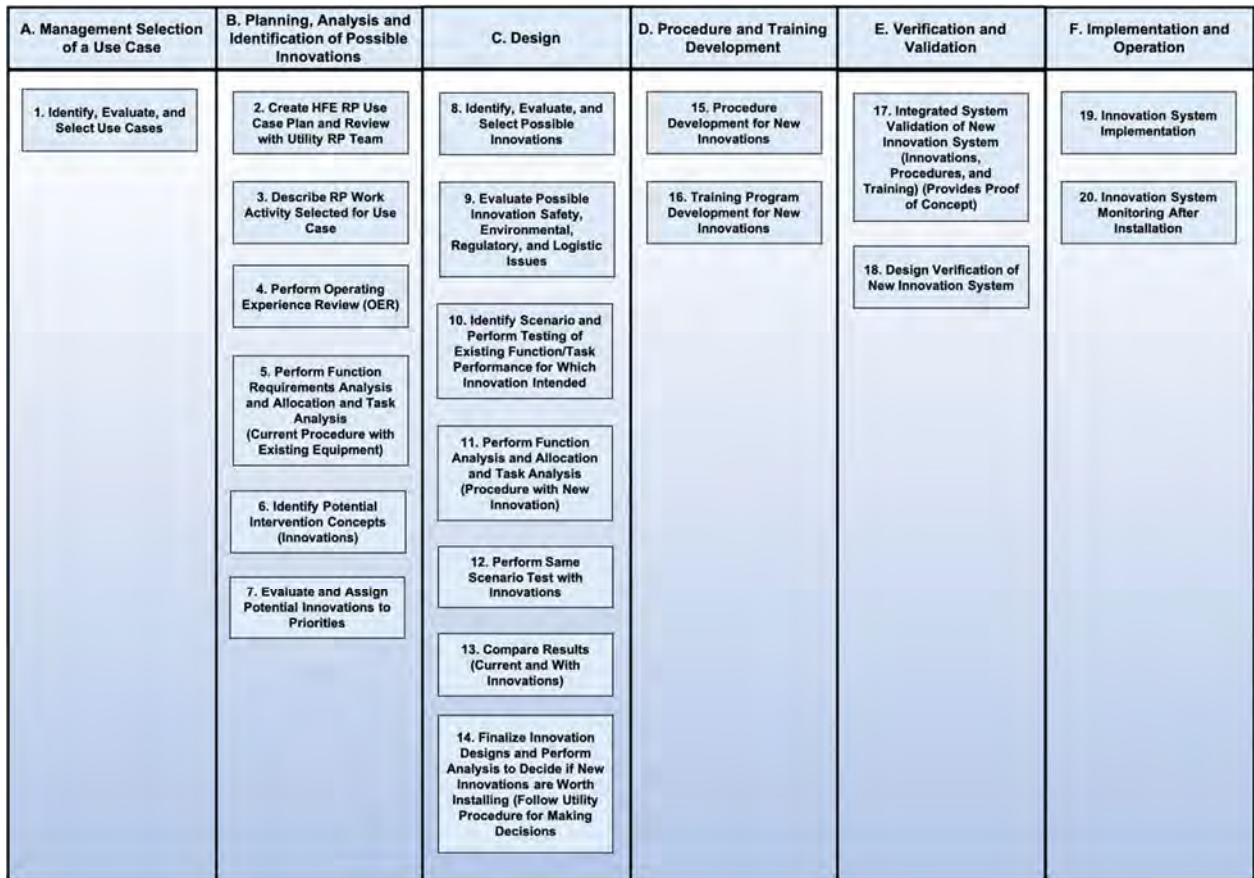 A. Management Selection
of a Use Case
B. Planning, Analysis and
Identification of Possible
Innovations
C. Design
D. Procedure and Training
Development
E. Verification and
Validation
F. Implementation and
Operation
1. Identify, Evaluate, and
Select Use Cases
2. Create HFE RP Use
Case Plan and Review
with Utility RP Team
3. Describe RP Work
Activity Selected for Use
Case
4. Perform Operating
Experience Review (OER)
5. Perform Function
Requirements Analysis
and Allocation and Task
Analysis
(Current Procedure with
Existing Equipment)
6. Identify Potential
Intervention Concepts
(Innovations)
7. Evaluate and Assign
Potential Innovations to
Priorities
8. Identify, Evaluate, and
Select Possible
Innovations
9. Evaluate Possible
Innovation Safety,
Environmental,
Regulatory, and Logistic
Issues
10. Identify Scenario and
Perform Testing of
Existing Function/Task
Performance for Which
Innovation Intended
11. Perform Function
Analysis and Allocation
and Task Analysis
(Procedure with New
Innovation)
12. Perform Same
Scenario Test with
Innovations
13. Compare Results
(Current and With
Innovations)
14. Finalize Innovation
Designs and Perform
Analysis to Decide if New
Innovations are Worth
Installing (Follow Utility
Procedure for Making
Decisions
15. Procedure
Development for New
Innovations
16. Training Program
Development for New
Innovations
17. Integrated System
Validation of New
Innovation System
(Innovations,
Procedures, and
Training) (Provides Proof
of Concept)
18. Design Verification of
New Innovation System
19. Innovation System
Implementation
20. Innovation System
Monitoring After
Installation